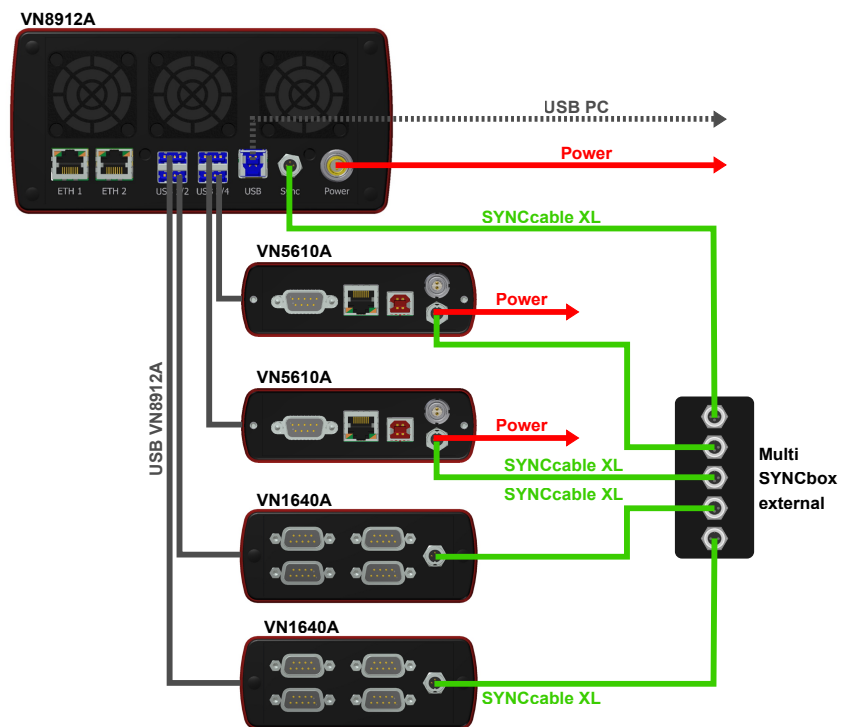 VN8912A
USB PC
Power
ETH 1
ETH 2
USB
Sync
Power
SYNCcable XL
VN5610A
Power
VN5610A
Power
USB VN8912A
SYNCcable XL
SYNCcable XL
Multi
SYNCbox
external
VN1640A
VN1640A
SYNCcable XL